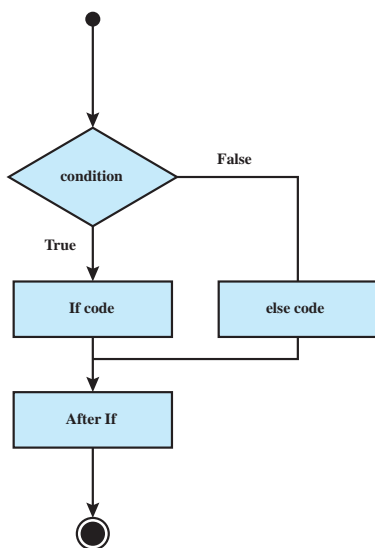 condition
False
True
If code
else code
After If